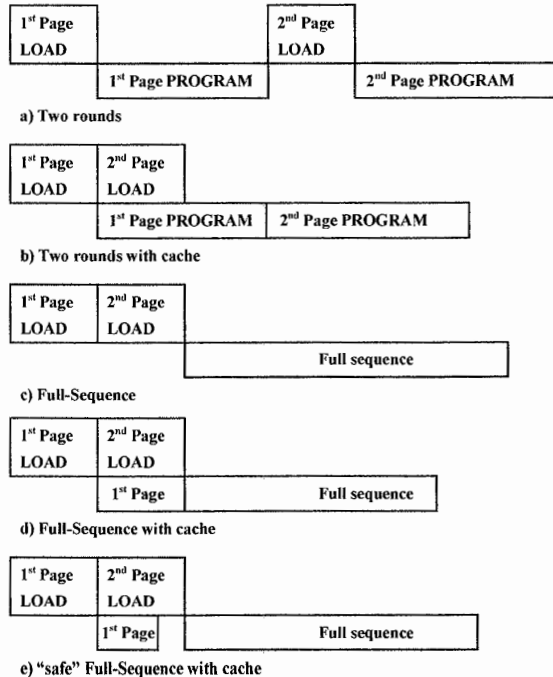 1st Page 2nd Page
LOAD LOAD
1st Page PROGRAM 2nd Page PROGRAM
a) Two rounds
1st Page 2nd Page
LOAD LOAD
1st Page PROGRAM 2nd Page PROGRAM
b) Two rounds with cache
1st Page 2nd Page
LOAD LOAD
Full sequence
c) Full-Sequence
1st Page 2nd Page
LOAD LOAD
1st Page Full sequence
d) Full-Sequence with cache
1st Page 2nd Page
LOAD LOAD
1st Page Full sequence
e) “safe” Full-Sequence with cache